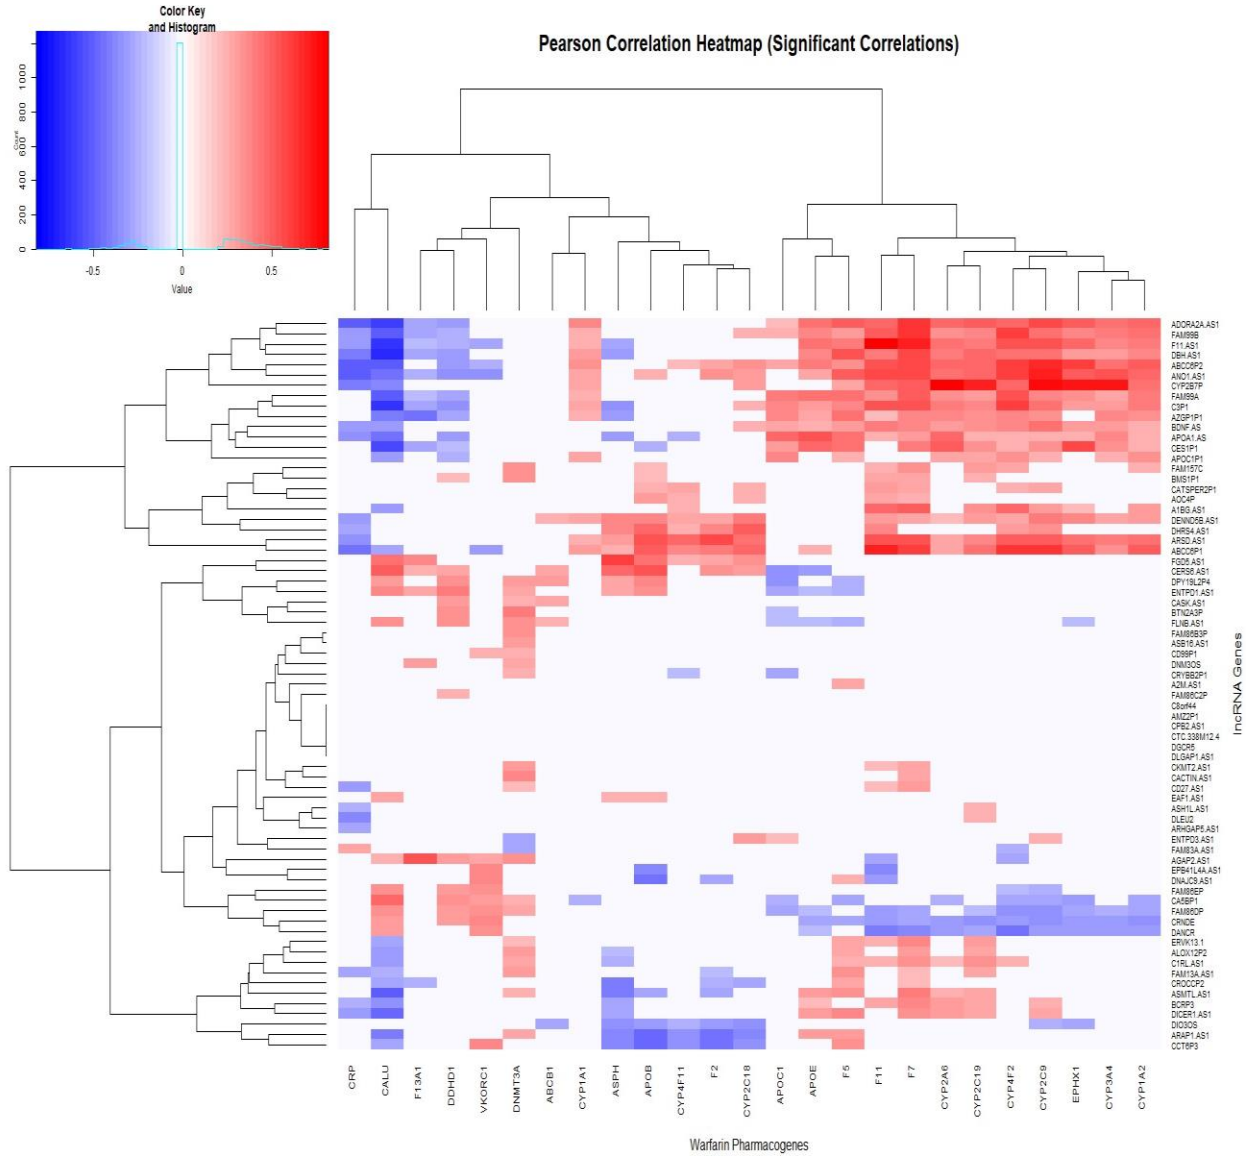 Color Key
and Histogram
Count
0
200
400
600
800
1000
-0.5
0
0.5
Value
Pearson Correlation Heatmap (Significant Correlations)
ADORA2A.AS1
FAM99B
F11.AS1
DBH.AS1
ABCC6P2
ANO1.AS1
CYP2B7P
FAM99A
C3P1
AZGP1P1
BDNF.AS
APOA1.AS
CES1P1
APOC1P1
FAM157C
BMS1P1
CATSPER2P1
AOC4P
A1BG.AS1
DENND5B.AS1
DHRS4.AS1
ARSD.AS1
ABCC6P1
FGD5.AS1
CERS6.AS1
DPY19L2P4
ENTPD1.AS1
CASK.AS1
BTN2A3P
FLNB.AS1
FAM86B3P
ASB16.AS1
CD99P1
DNM3OS
CRYBB2P1
A2M.AS1
FAM86C2P
C8orf44
AMZ2P1
CPB2.AS1
CTC.338M12.4
DGCR5
DLGAP1.AS1
CKMT2.AS1
CACTIN.AS1
CD27.AS1
EAF1.AS1
ASH1L.AS1
DLEU2
ARHGAP5.AS1
ENTPD3.AS1
FAM83A.AS1
AGAP2.AS1
EPB41L4A.AS1
DNAJC9.AS1
FAM86EP
CA5BP1
FAM86DP
CRNDE
DANCR
ERVK13.1
ALOX12P2
C1RL.AS1
FAM13A.AS1
CROCCP2
ASMTL.AS1
BCRP3
DICER1.AS1
DIO3OS
ARAP1.AS1
CCT6P3
lncRNA Genes
CRP
CALU
F13A1
DDHD1
VKORC1
DNMT3A
ABCB1
CYP1A1
ASPH
APOB
CYP4F11
F2
CYP2C18
APOC1
APOE
F5
F11
F7
CYP2A6
CYP2C19
CYP4F2
CYP2C9
EPHX1
CYP3A4
CYP1A2
Warfarin Pharmacogenes